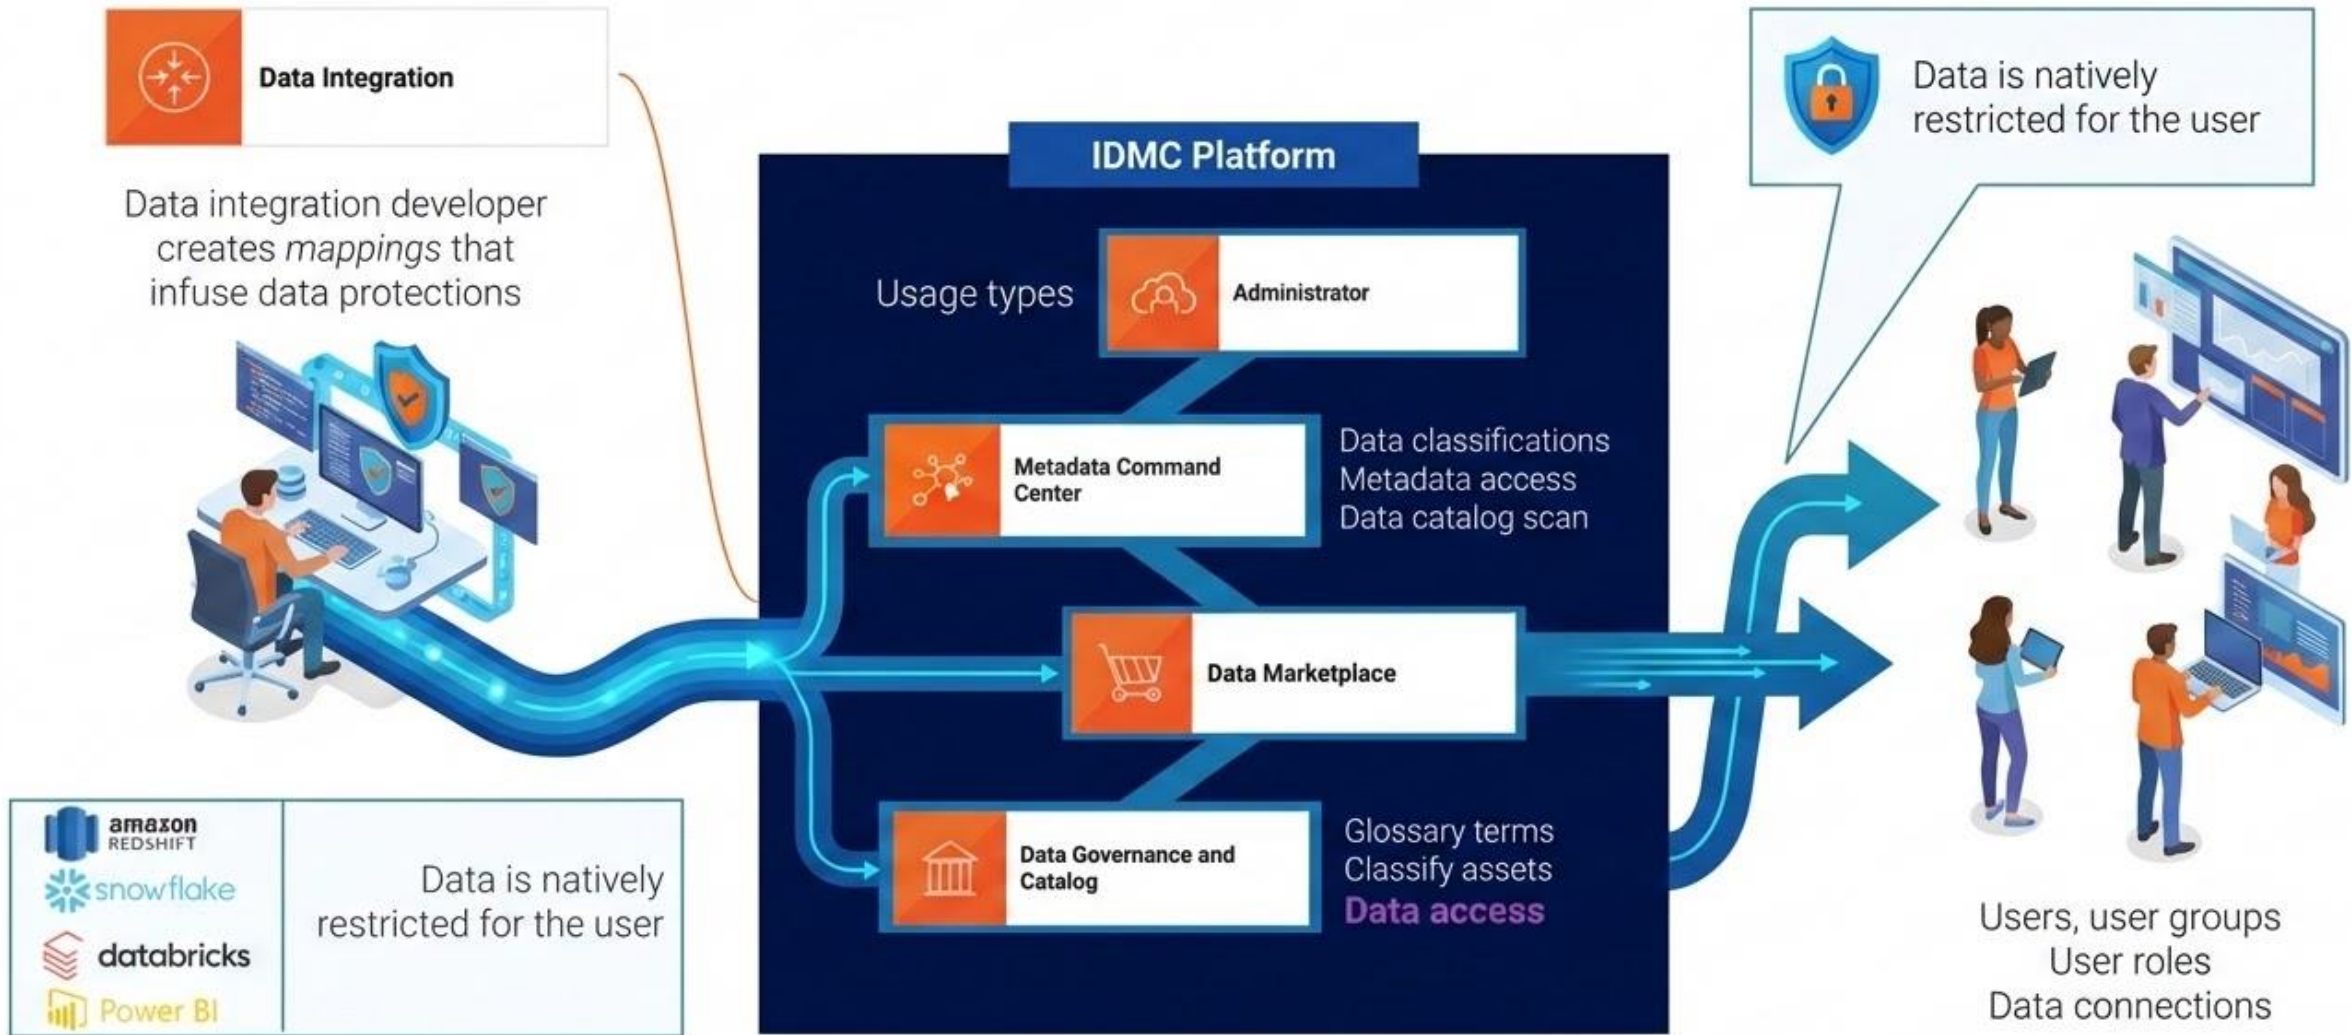 Data Integration
Data integration developer
creates mappings that
infuse data protections
amazon
REDSHIFT
snowflake
databricks
Power BI
Data is natively
restricted for the user
IDMC Platform
Usage types
Administrator
Metadata Command
Center
Data classifications
Metadata access
Data catalog scan
Data Marketplace
Data Governance and
Catalog
Glossary terms
Classify assets
Data access
Data is natively
restricted for the user
Users, user groups
User roles
Data connections